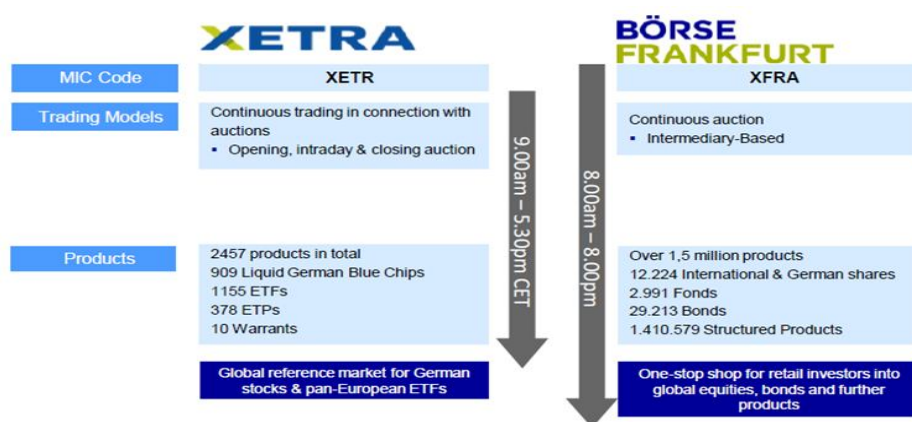 XETRA
BÖRSE
FRANKFURT
MIC Code
XETR
XFRA
Trading Models
Continuous trading in connection with
auctions
▪ Opening, intraday & closing auction
Continuous auction
▪ Intermediary-Based
9.00am – 5.30pm CET
8.00am – 8.00pm
Products
2457 products in total
909 Liquid German Blue Chips
1155 ETFs
378 ETPs
10 Warrants
Over 1,5 million products
12.224 International & German shares
2.991 Fonds
29.213 Bonds
1.410.579 Structured Products
Global reference market for German
stocks & pan-European ETFs
One-stop shop for retail investors into
global equities, bonds and further
products